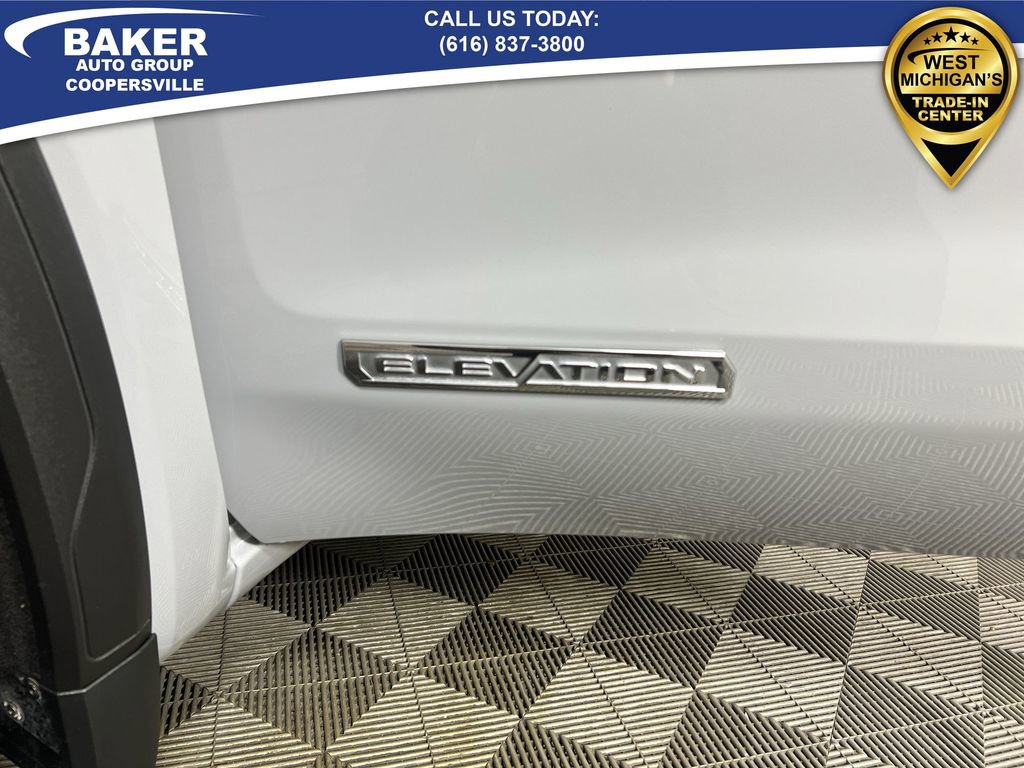 BAKER
AUTO GROUP
COOPERSVILLE
CALL US TODAY:
(616) 837-3800
WEST
MICHIGAN'S
TRADE-IN
CENTER
ELEVATION